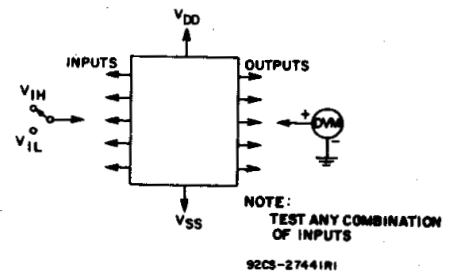 VDD
INPUTS
OUTPUTS
VIH
VIL
+
DVM
-
VSS
NOTE:
TEST ANY COMBINATION
OF INPUTS
92CS-27441R1